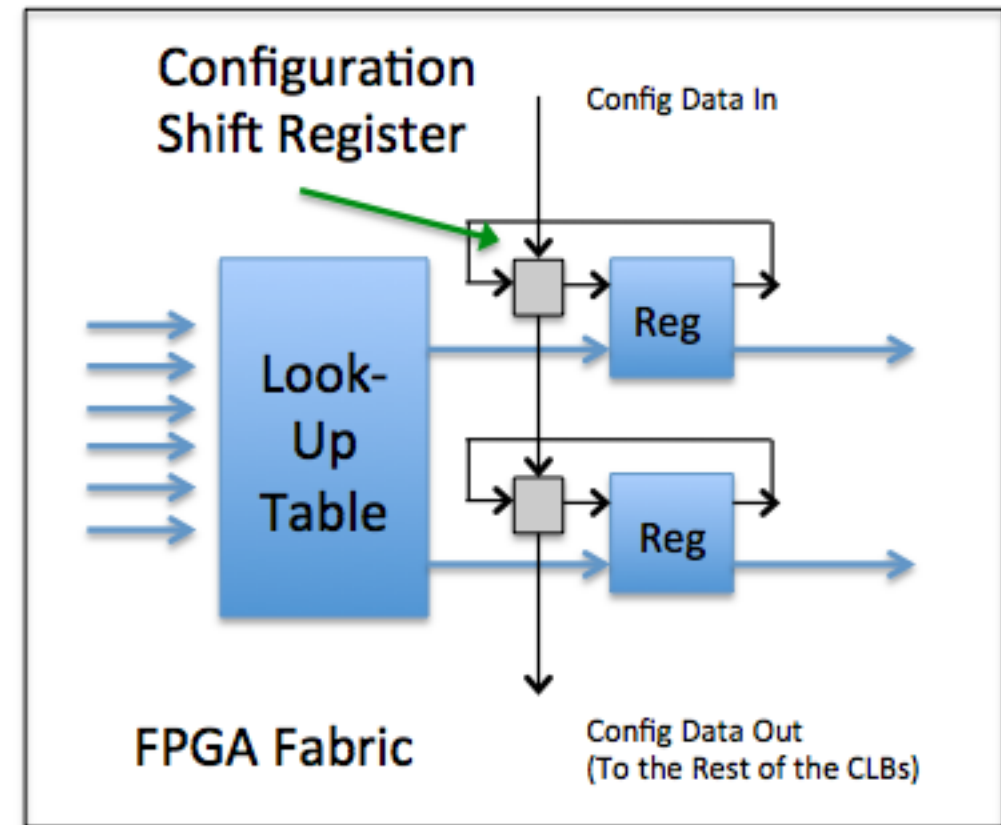 Configuration
Shift Register
Config Data In
Reg
Look-
Up
Table
Reg
FPGA Fabric
Config Data Out
(To the Rest of the CLBs)